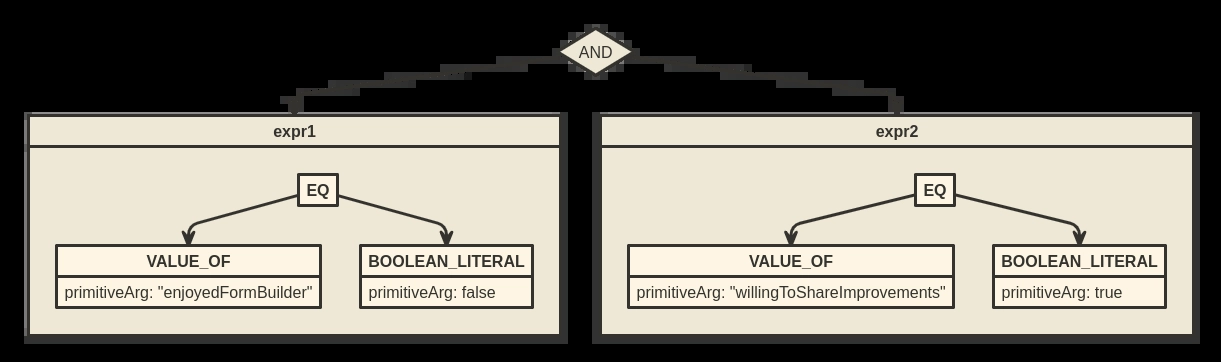 AND
expr1
EQ
VALUE_OF
primitiveArg: "enjoyedFormBuilder"
BOOLEAN_LITERAL
primitiveArg: false
expr2
EQ
VALUE_OF
primitiveArg: "willingToShareImprovements"
BOOLEAN_LITERAL
primitiveArg: true